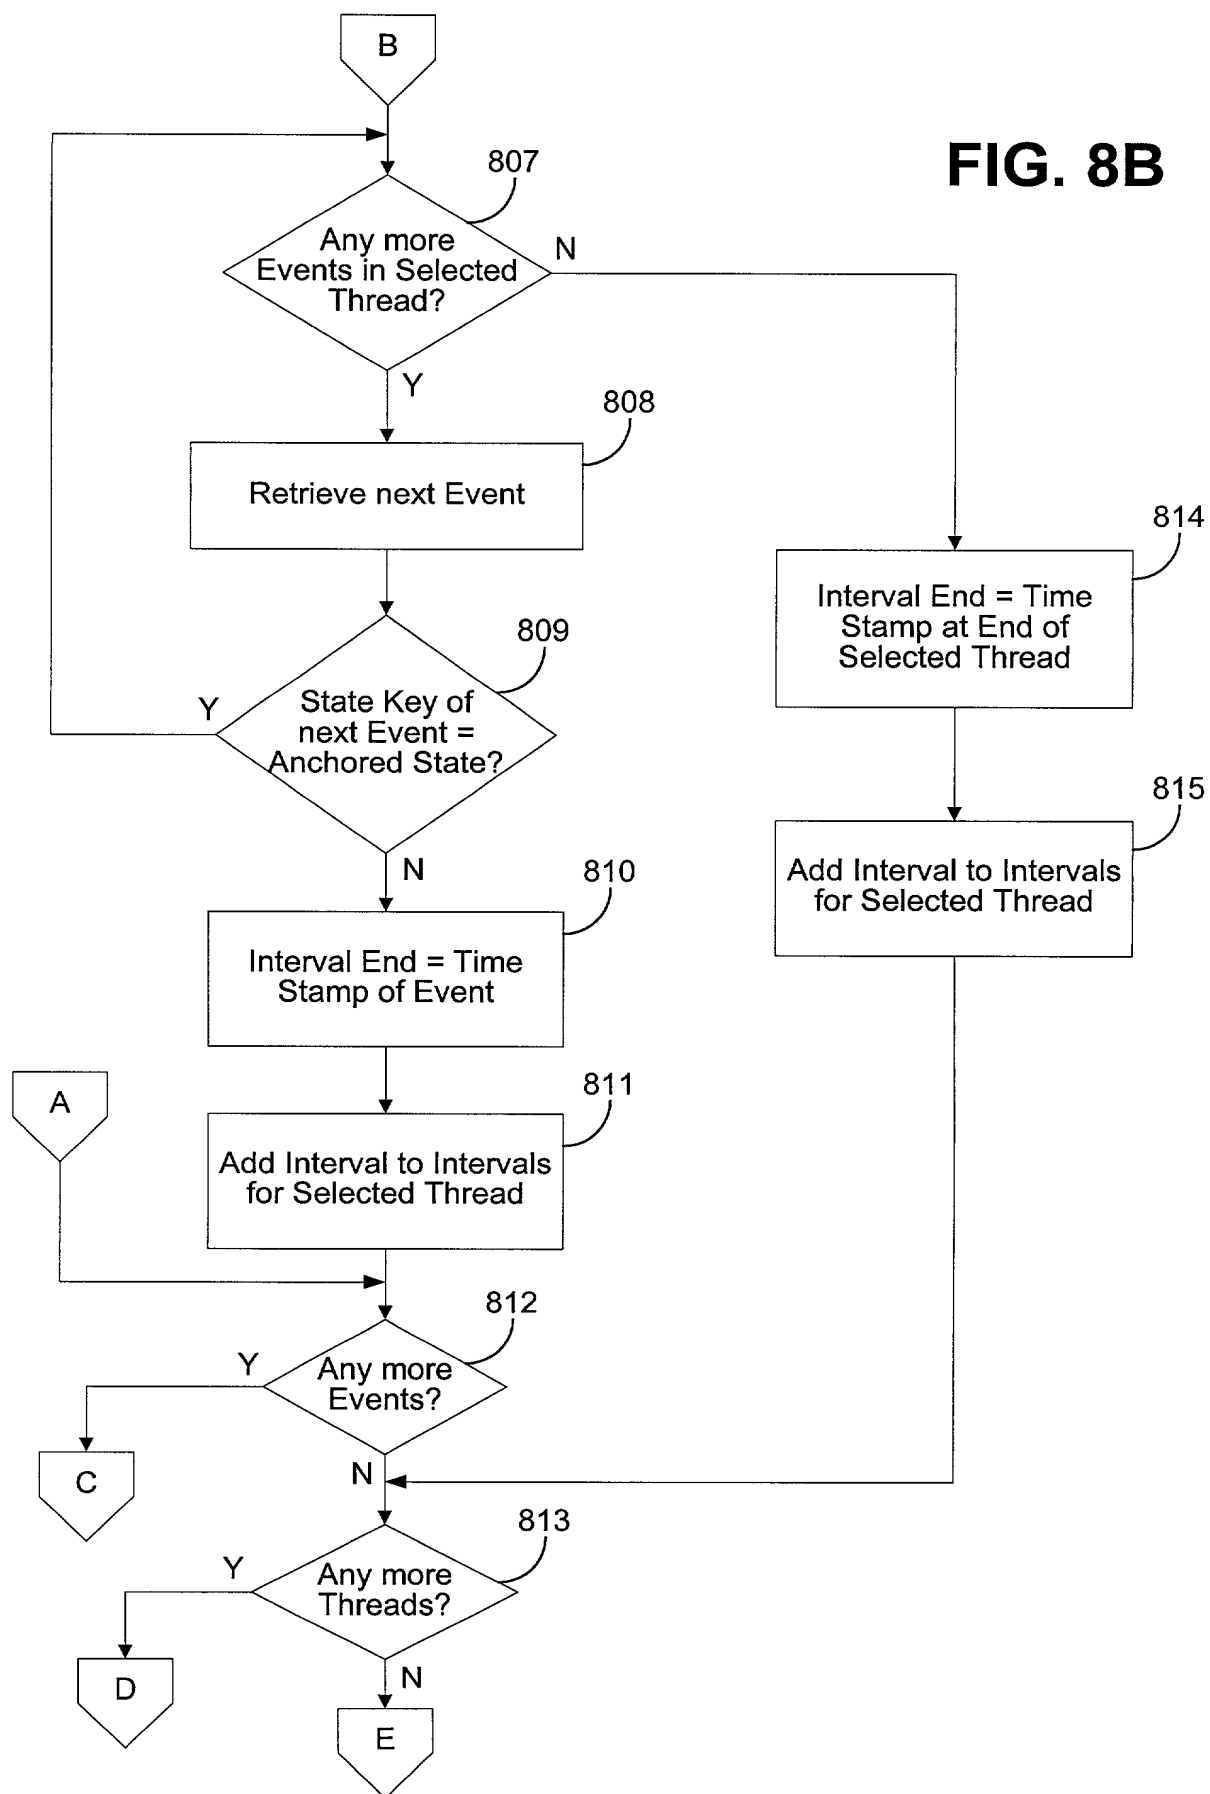 B
FIG. 8B
807
Any more
Events in Selected
Thread?
N
Y
808
Retrieve next Event
814
Interval End = Time
Stamp at End of
Selected Thread
809
State Key of
next Event =
Anchored State?
Y
N
815
Add Interval to Intervals
for Selected Thread
810
Interval End = Time
Stamp of Event
A
811
Add Interval to Intervals
for Selected Thread
812
Any more
Events?
Y
C
N
813
Any more
Threads?
Y
D
N
E